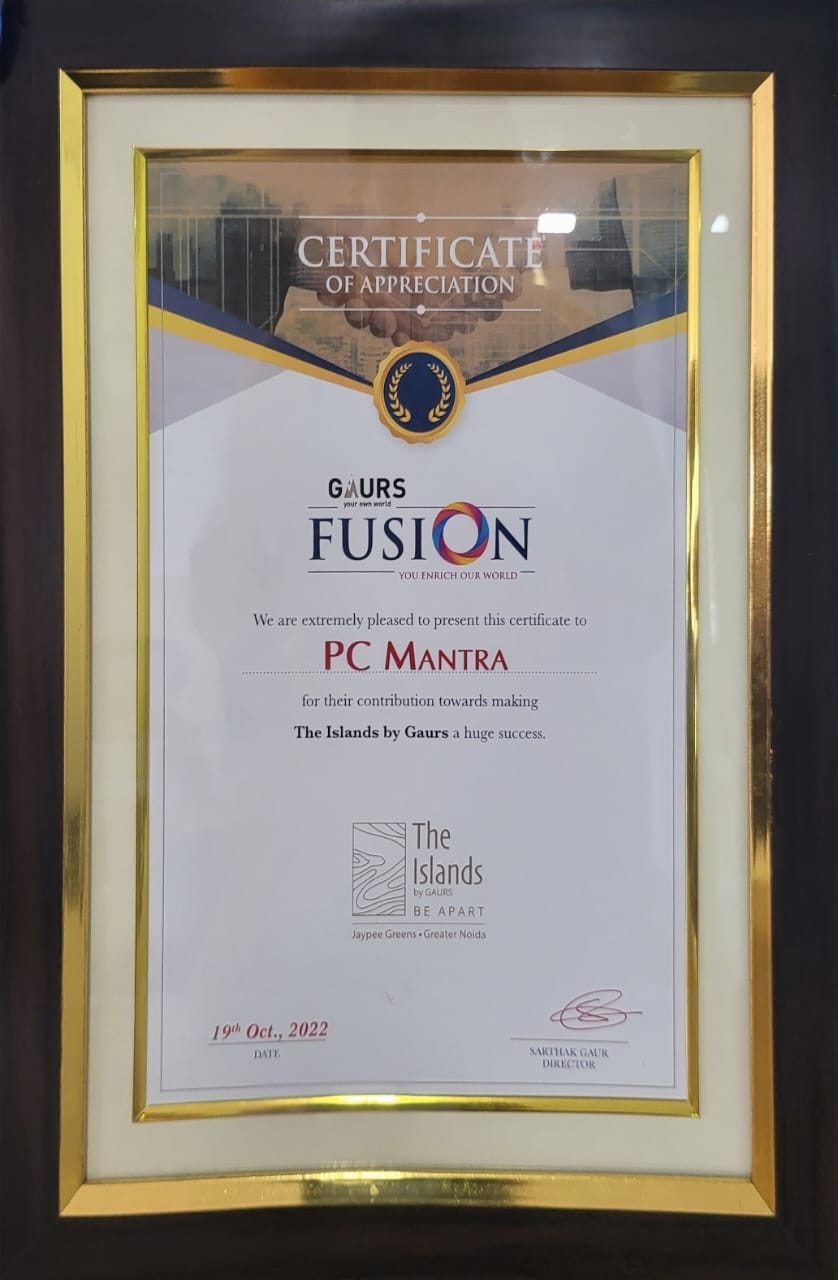 CERTIFICATE
OF APPRECIATION
GAURS
your own world
FUSION
YOU ENRICH OUR WORLD
We are extremely pleased to present this certificate to
PC MANTRA
for their contribution towards making
The Islands by Gaurs a huge success.
The
Islands
by GAURS
BE APART
Jaypee Greens • Greater Noida
19th Oct., 2022
DATE
SARTHAK GAUR
DIRECTOR